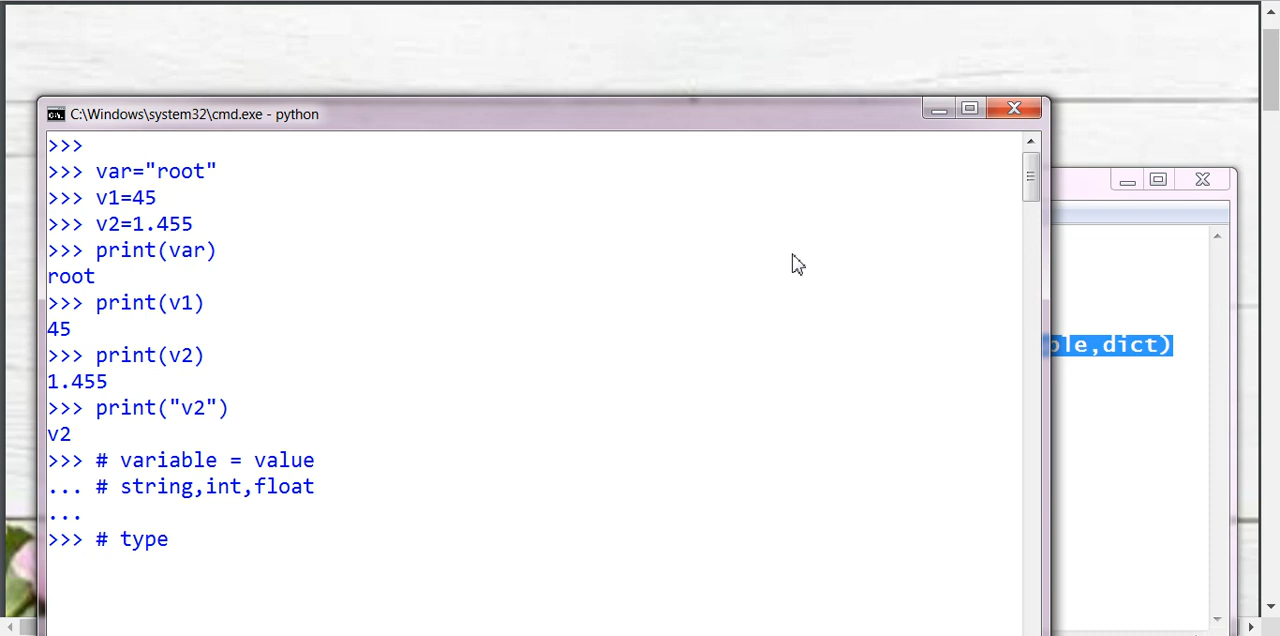 C:\Windows\system32\cmd.exe - python
>>>
>>> var="root"
>>> v1=45
>>> v2=1.455
>>> print(var)
root
>>> print(v1)
45
>>> print(v2)
1.455
>>> print("v2")
v2
>>> # variable = value
... # string,int,float
...
>>> # type
ple,dict)